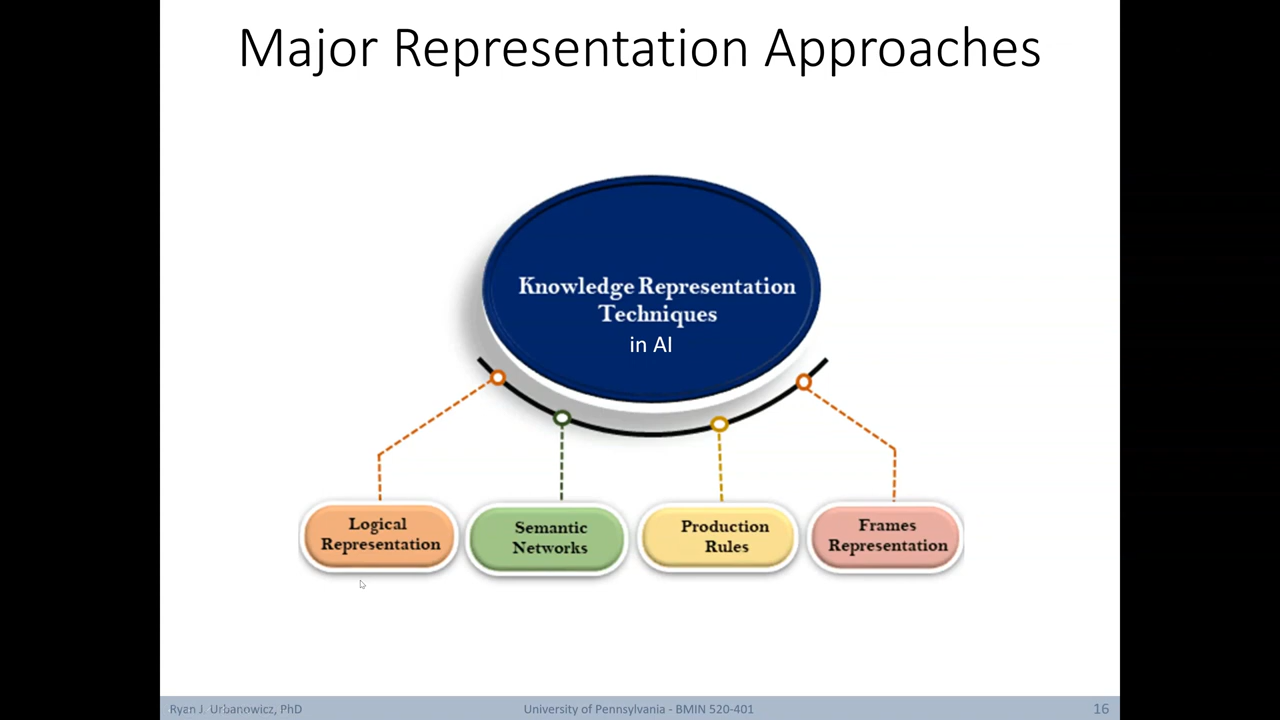 Major Representation Approaches
Knowledge Representation
Techniques
in AI
Logical
Representation
Semantic
Networks
Production
Rules
Frames
Representation
Ryan J. Urbanowicz, PhD
University of Pennsylvania - BMIN 520-401
16